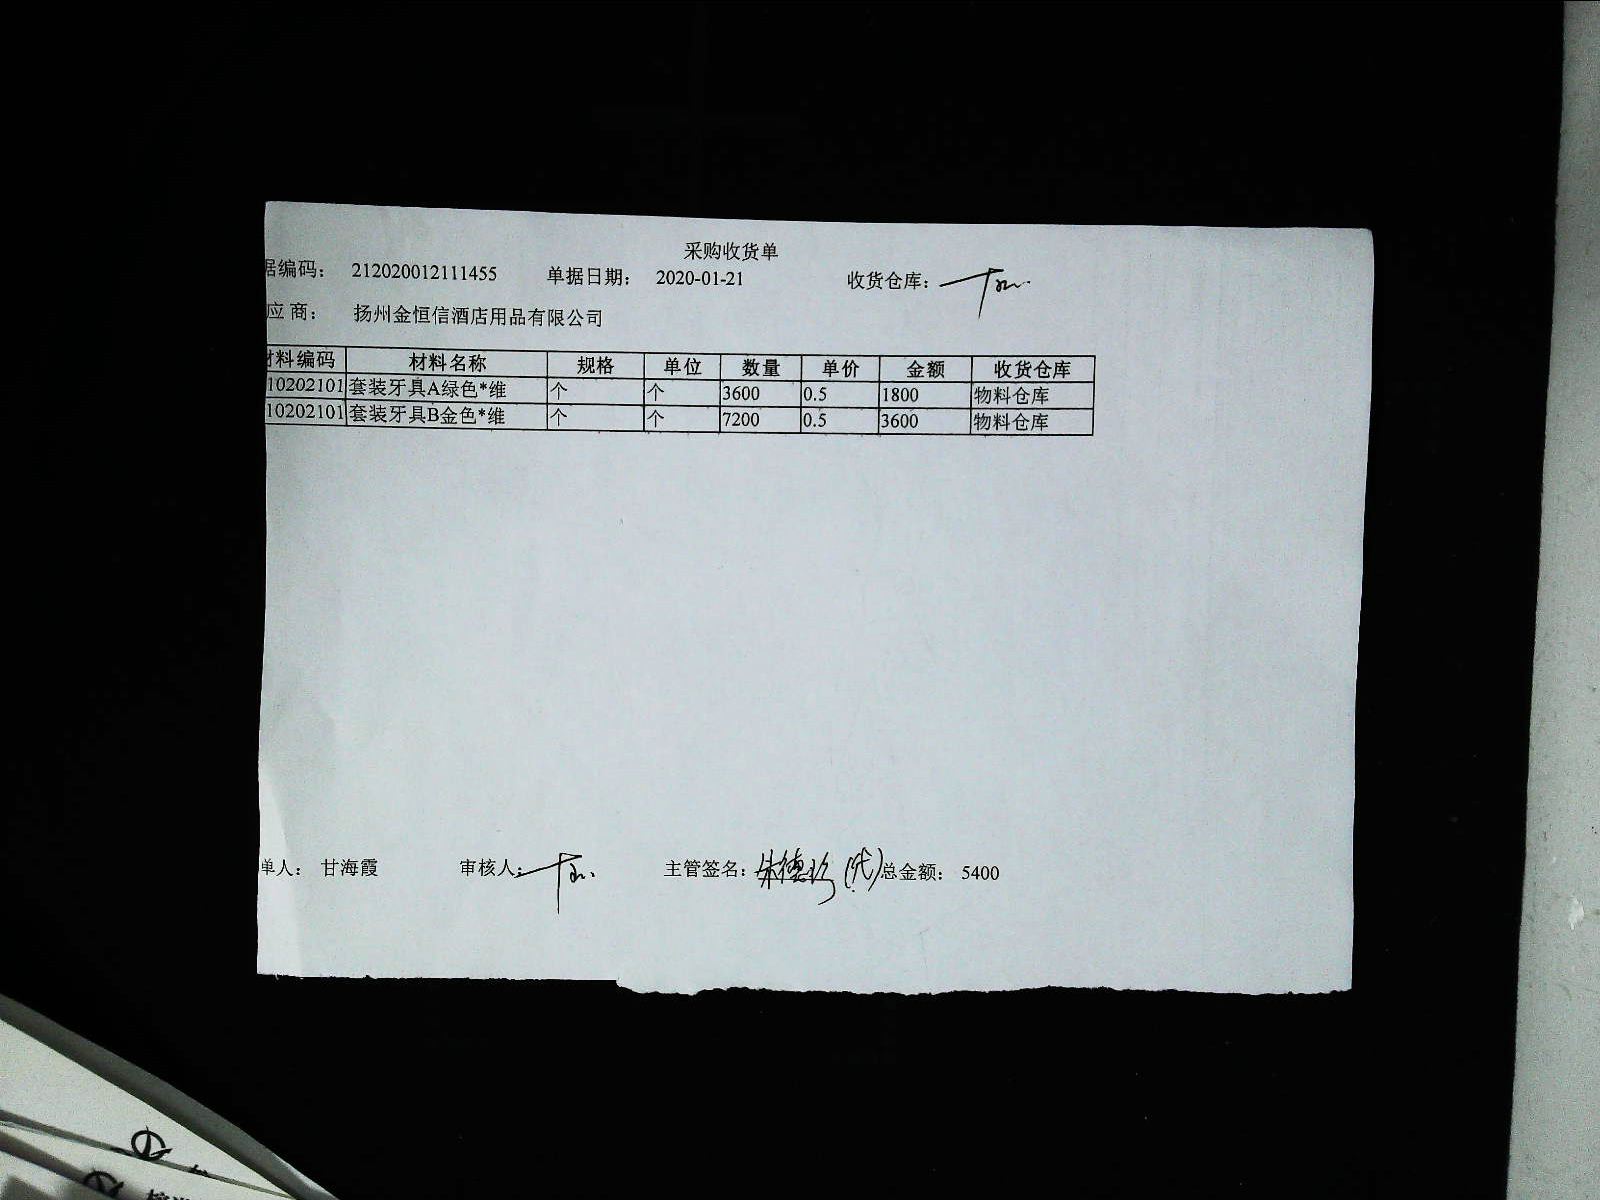 采购收货单
据编码： 212020012111455 单据日期： 2020-01-21 收货仓库：
应 商： 扬州金恒信酒店用品有限公司
材料编码 材料名称 规格 单位 数量 单价 金额 收货仓库
10202101 套装牙具A绿色*维 个 个 3600 0.5 1800 物料仓库
10202101 套装牙具B金色*维 个 个 7200 0.5 3600 物料仓库
单人： 甘海霞 审核人： 主管签名：朱德珍(代) 总金额： 5400